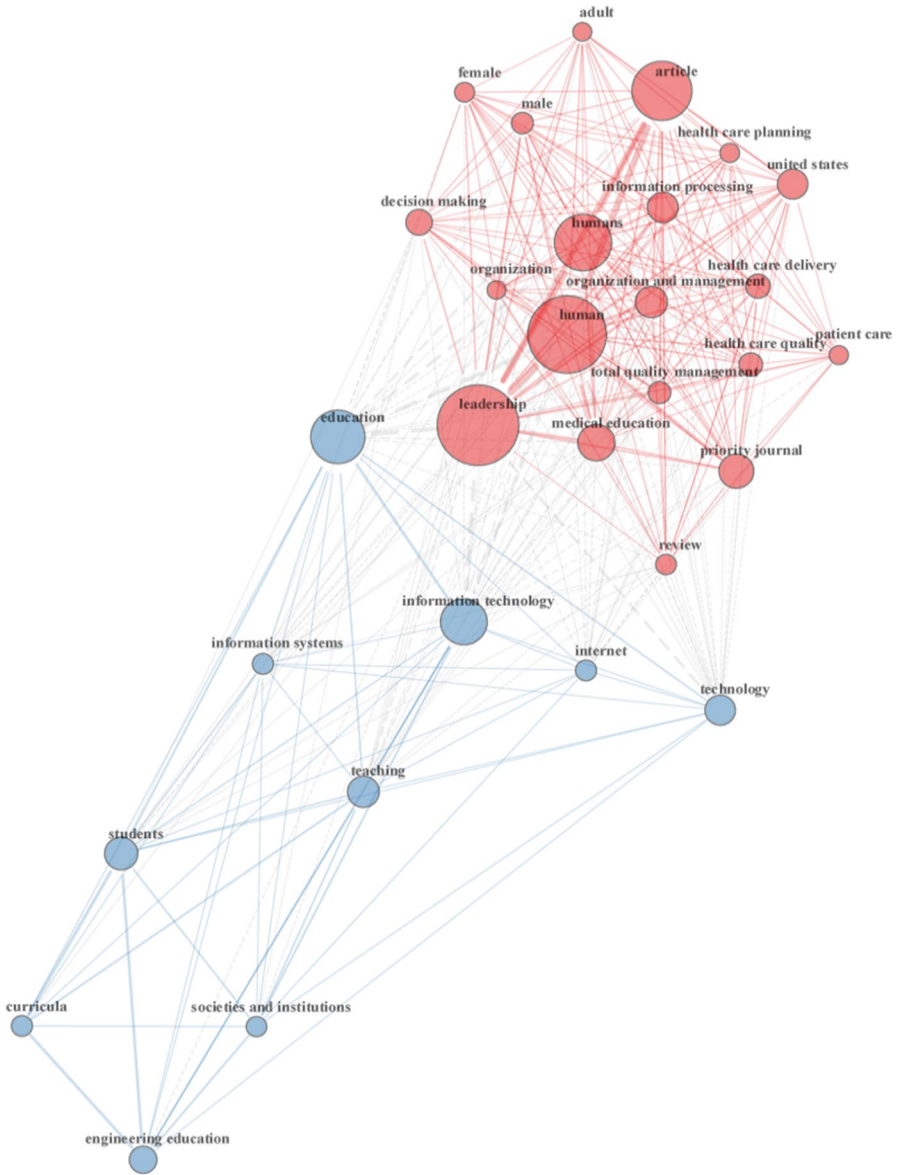 adult
article
female
male
health care planning
united states
information processing
decision making
humans
health care delivery
organization
organization and management
human
patient care
health care quality
total quality management
leadership
education
medical education
priority journal
review
information technology
information systems
internet
technology
teaching
students
curricula
societies and institutions
engineering education